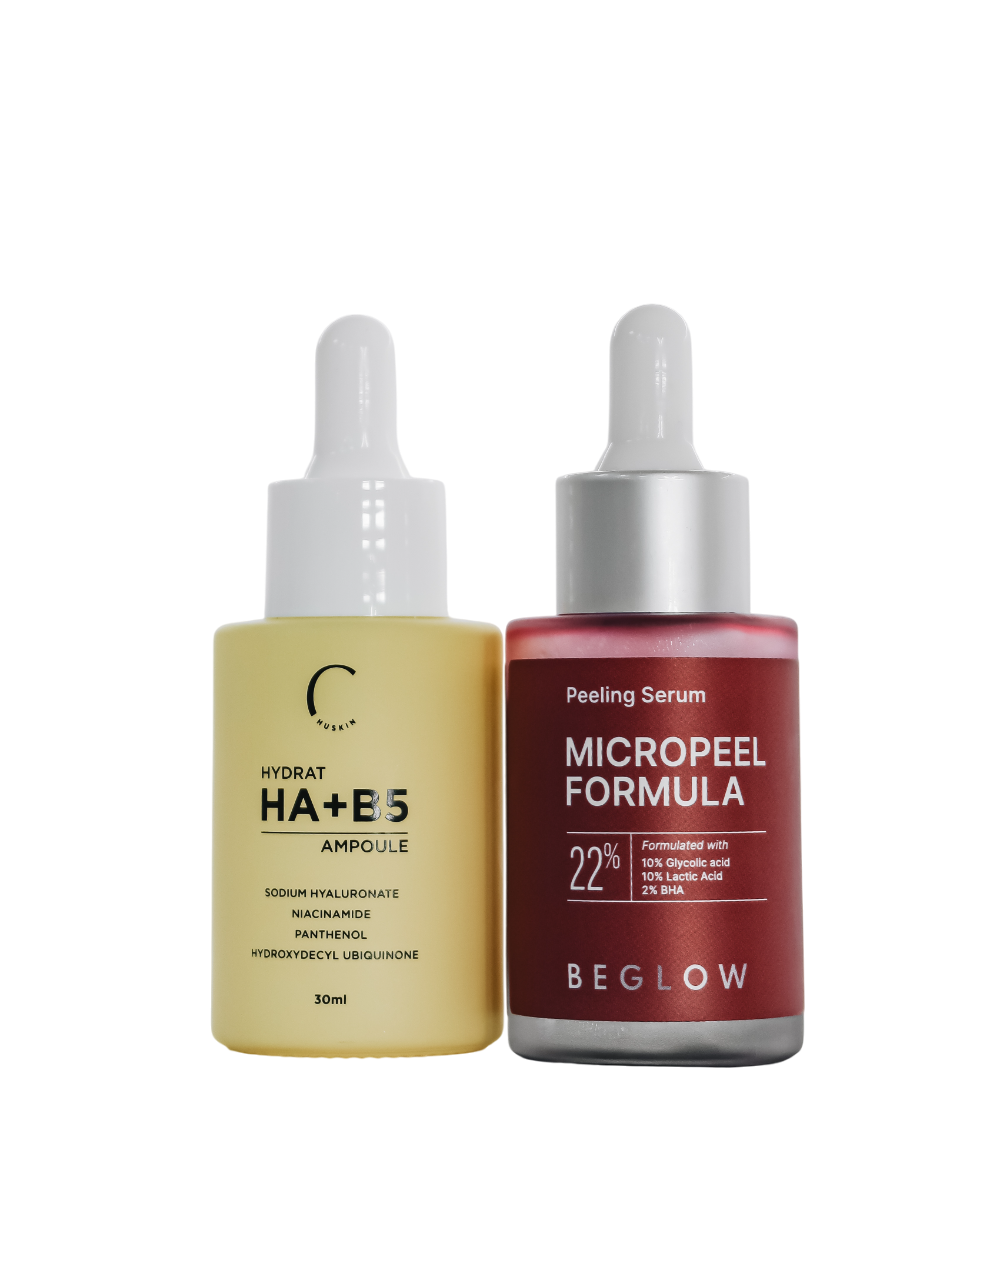 C
HUSKIN
HYDRAT
HA+B5
AMPOULE
SODIUM HYALURONATE
NIACINAMIDE
PANTHENOL
HYDROXYDECYL UBIQUINONE
30ml
Peeling Serum
MICROPEEL
FORMULA
22%
Formulated with
10% Glycolic acid
10% Lactic Acid
2% BHA
BEGLOW